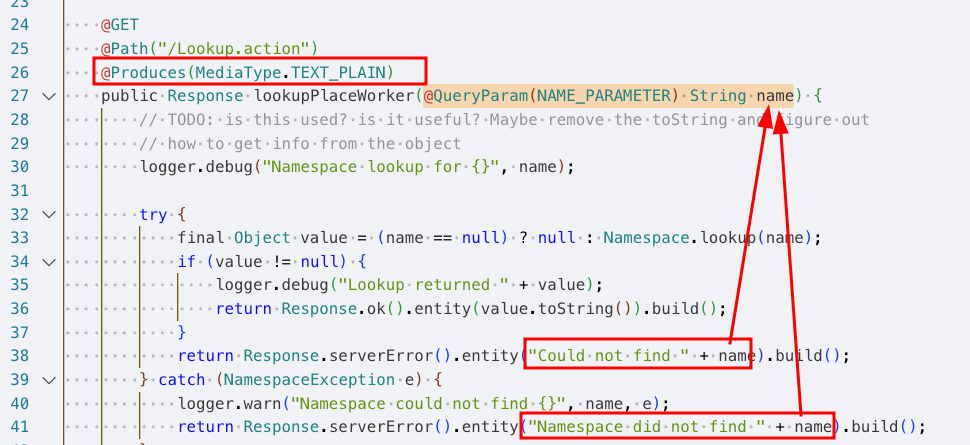 23
24 @GET
25 @Path("/Lookup.action")
26 @Produces(MediaType.TEXT_PLAIN)
27 public Response lookupPlaceWorker(@QueryParam(NAME_PARAMETER) String name) {
28 // TODO: is this used? is it useful? Maybe remove the toString and figure out
29 // how to get info from the object
30 logger.debug("Namespace lookup for {}", name);
31
32 try {
33 final Object value = (name == null) ? null : Namespace.lookup(name);
34 if (value != null) {
35 logger.debug("Lookup returned " + value);
36 return Response.ok().entity(value.toString()).build();
37 }
38 return Response.serverError().entity("Could not find " + name).build();
39 } catch (NamespaceException e) {
40 logger.warn("Namespace could not find {}", name, e);
41 return Response.serverError().entity("Namespace did not find " + name).build();